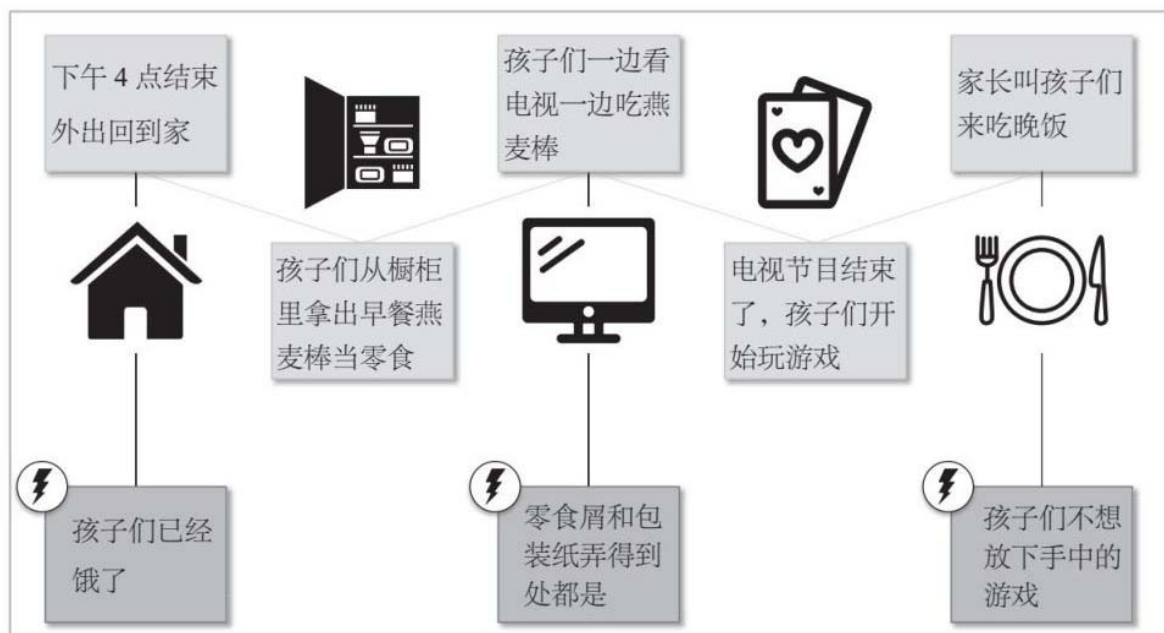 下午 4 点结束
外出回到家
孩子们从橱柜
里拿出早餐燕
麦棒当零食
孩子们一边看
电视一边吃燕
麦棒
电视节目结束
了，孩子们开
始玩游戏
家长叫孩子们
来吃晚饭
孩子们已经
饿了
零食屑和包
装纸弄得到
处都是
孩子们不想
放下手中的
游戏